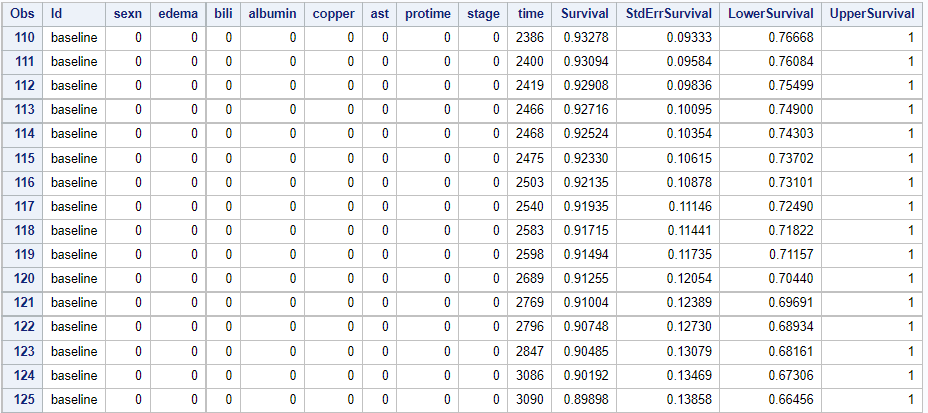 Obs Id sexn edema bili albumin copper ast protime stage time Survival StdErrSurvival LowerSurvival UpperSurvival
110 baseline 0 0 0 0 0 0 0 0 2386 0.93278 0.09333 0.76668 1
111 baseline 0 0 0 0 0 0 0 0 2400 0.93094 0.09584 0.76084 1
112 baseline 0 0 0 0 0 0 0 0 2419 0.92908 0.09836 0.75499 1
113 baseline 0 0 0 0 0 0 0 0 2466 0.92716 0.10095 0.74900 1
114 baseline 0 0 0 0 0 0 0 0 2468 0.92524 0.10354 0.74303 1
115 baseline 0 0 0 0 0 0 0 0 2475 0.92330 0.10615 0.73702 1
116 baseline 0 0 0 0 0 0 0 0 2503 0.92135 0.10878 0.73101 1
117 baseline 0 0 0 0 0 0 0 0 2540 0.91935 0.11146 0.72490 1
118 baseline 0 0 0 0 0 0 0 0 2583 0.91715 0.11441 0.71822 1
119 baseline 0 0 0 0 0 0 0 0 2598 0.91494 0.11735 0.71157 1
120 baseline 0 0 0 0 0 0 0 0 2689 0.91255 0.12054 0.70440 1
121 baseline 0 0 0 0 0 0 0 0 2769 0.91004 0.12389 0.69691 1
122 baseline 0 0 0 0 0 0 0 0 2796 0.90748 0.12730 0.68934 1
123 baseline 0 0 0 0 0 0 0 0 2847 0.90485 0.13079 0.68161 1
124 baseline 0 0 0 0 0 0 0 0 3086 0.90192 0.13469 0.67306 1
125 baseline 0 0 0 0 0 0 0 0 3090 0.89898 0.13858 0.66456 1